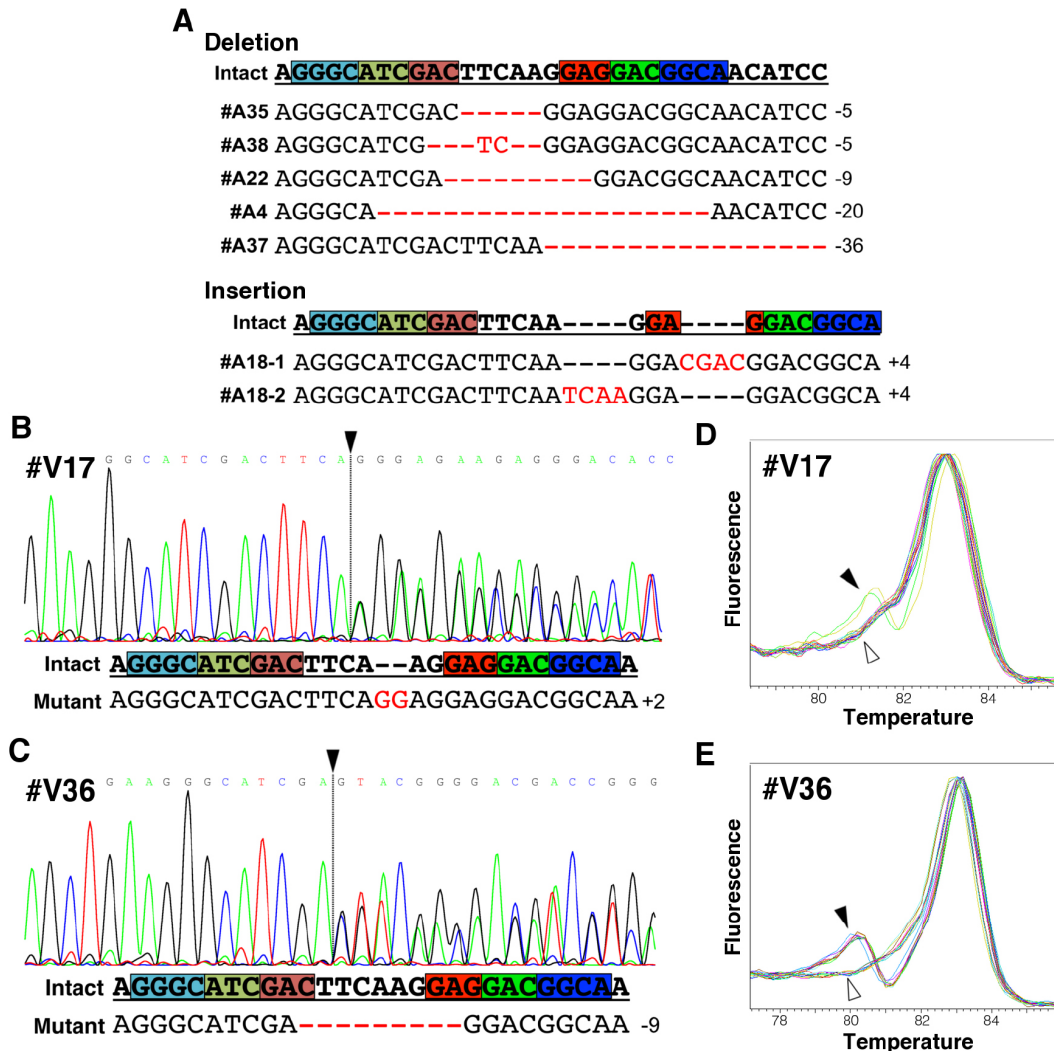 A
Deletion
Intact AGGGCATCGACTTCAAGGAGGACGGCAACATCC
#A35 AGGGCATCGAC-----GGAGGACGGCAACATCC -5
#A38 AGGGCATCG---TC--GGAGGACGGCAACATCC -5
#A22 AGGGCATCGA---------GGACGGCAACATCC -9
#A4 AGGGCA--------------------AACATCC -20
#A37 AGGGCATCGACTTCAA----------------- -36
Insertion
Intact AGGGCATCGACTTCAA----GGA----GGACGGCA
#A18-1 AGGGCATCGACTTCAA----GGACGACGGACGGCA +4
#A18-2 AGGGCATCGACTTCAATCAAGGA----GGACGGCA +4
B
#V17
G G C A T C G A C T T C A G G G A G A A G A G G G A C A C C
Intact AGGGCATCGACTTCA--AGGAGGACGGCAA
Mutant AGGGCATCGACTTCAGGAGGAGGACGGCAA +2
C
#V36
G A A G G G C A T C G A G T A C G G G G A C G A C C G G G
Intact AGGGCATCGACTTCAAGGAGGACGGCAA
Mutant AGGGCATCGA---------GGACGGCAA -9
D
#V17
Fluorescence
80 82 84
Temperature
E
#V36
Fluorescence
78 80 82 84
Temperature